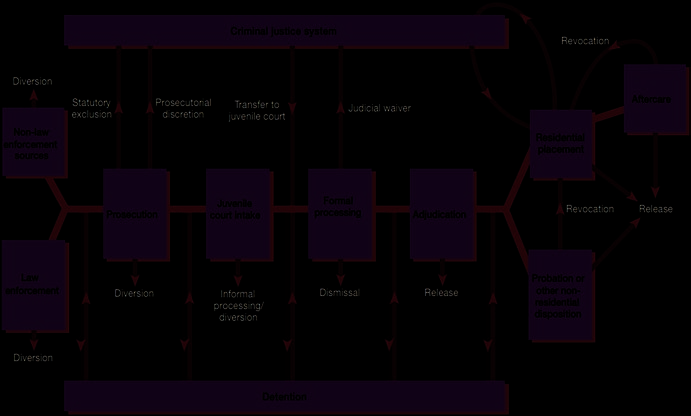 Criminal justice system
Revocation
Diversion
Aftercare
Statutory
exclusion
Prosecutorial
discretion
Transfer to
juvenile court
Judicial waiver
Non-law
enforcement
sources
Residential
placement
Prosecution
Juvenile
court intake
Formal
processing
Adjudication
Revocation
Release
Law
enforcement
Diversion
Informal
processing/
diversion
Dismissal
Release
Probation or
other non-
residential
disposition
Diversion
Detention